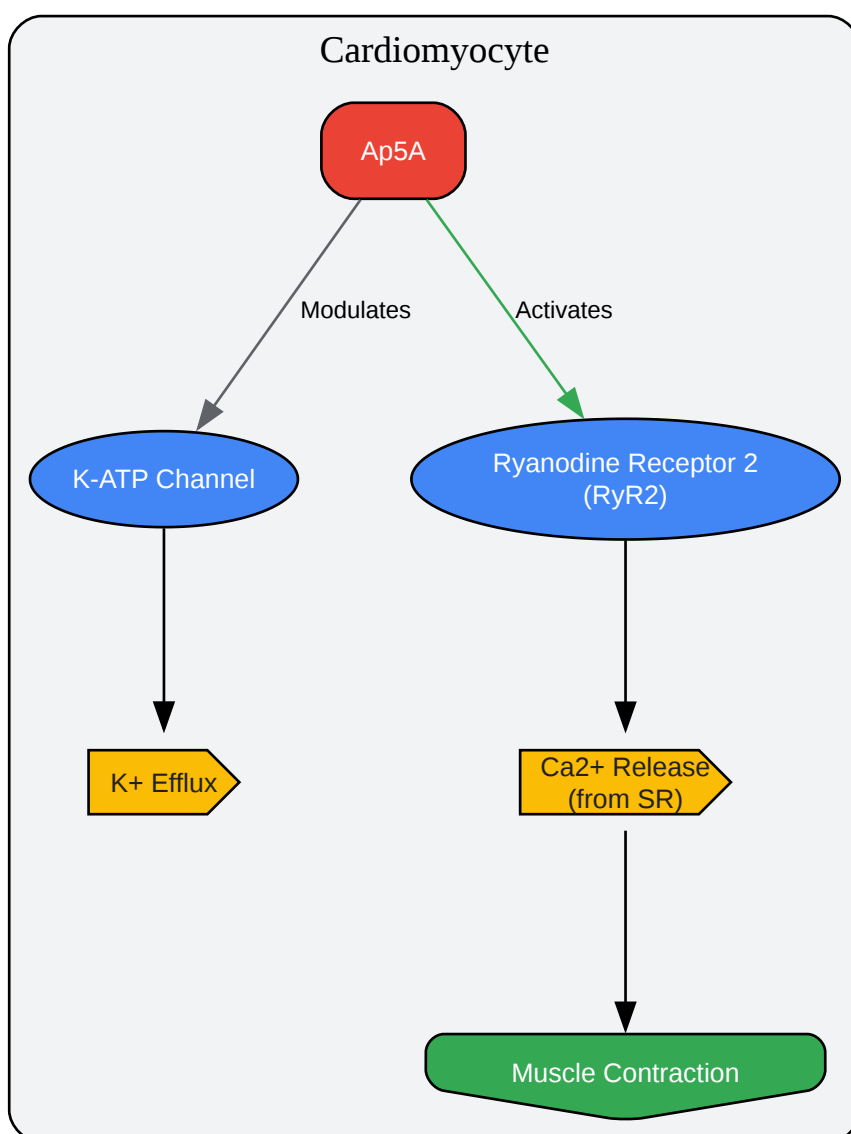 Cardiomyocyte
Ap5A
Modulates
Activates
K-ATP Channel
Ryanodine Receptor 2
(RyR2)
K+ Efflux
Ca2+ Release
(from SR)
Muscle Contraction